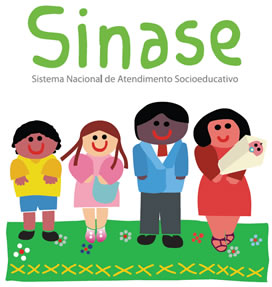 Sinase
Sistema Nacional de Atendimento Socioeducativo